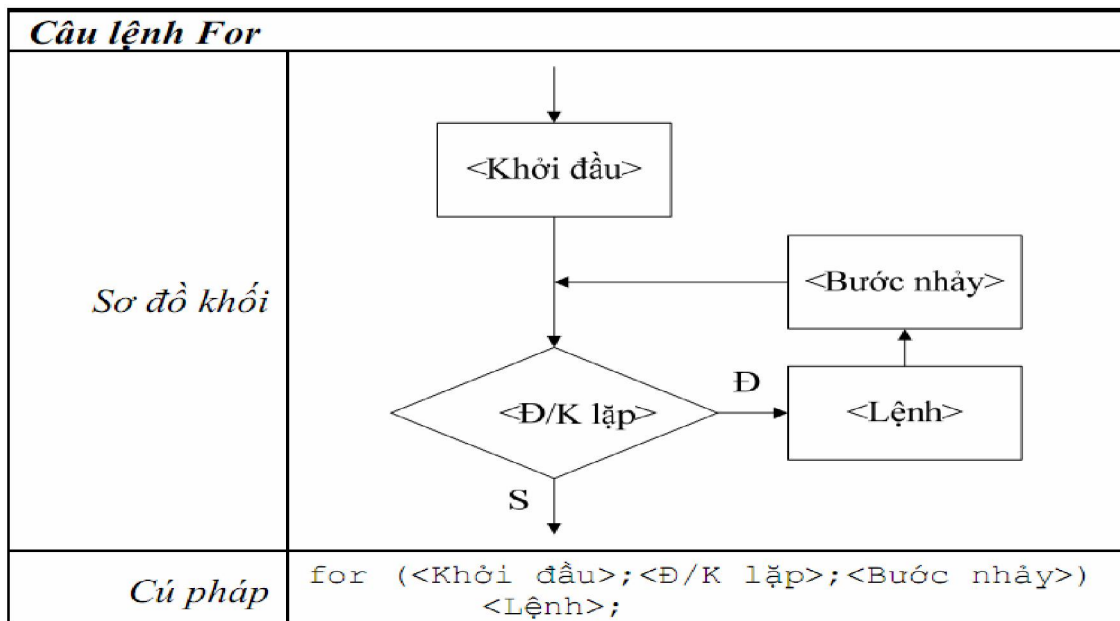 Câu lệnh For
Sơ đồ khối
<Khởi đầu>
<Bước nhảy>
<Đ/K lặp>
Đ
<Lệnh>
S
Cú pháp
for (<Khởi đầu>;<Đ/K lặp>;<Bước nhảy>)
<Lệnh>;